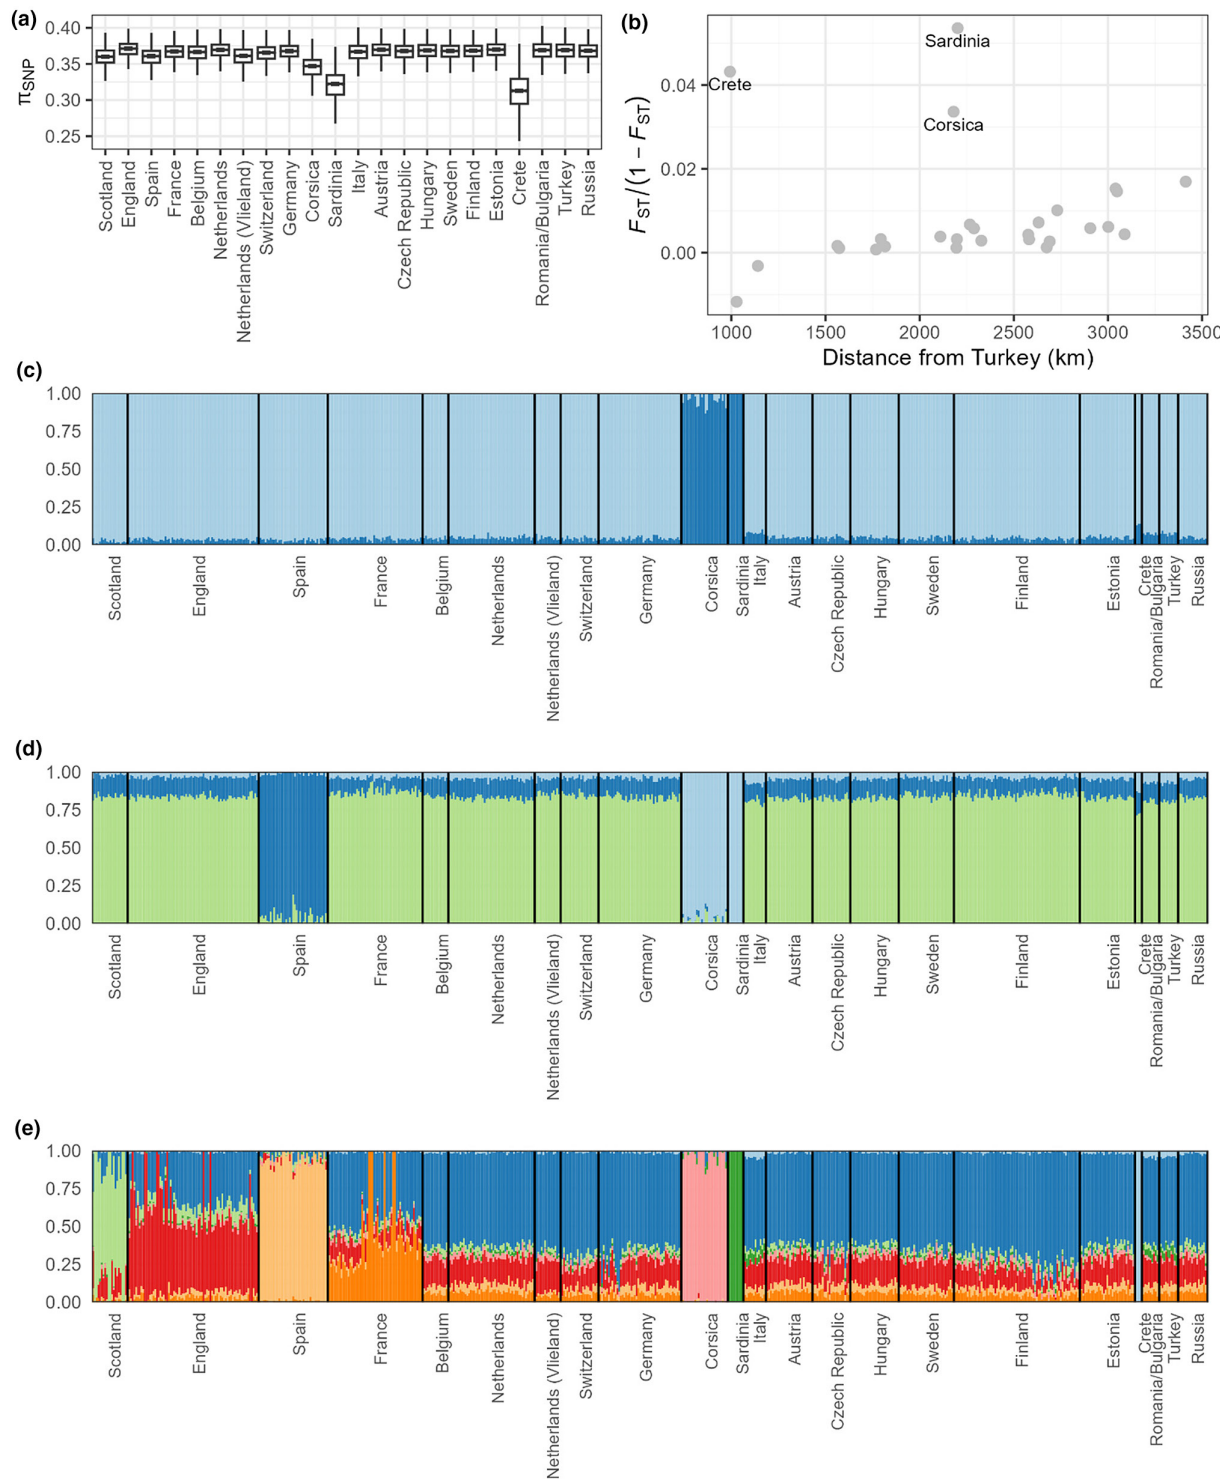 (a)
0.40
0.35
0.30
0.25
πSNP
Scotland
England
Spain
France
Belgium
Netherlands
Netherlands (Vlieland)
Switzerland
Germany
Corsica
Sardinia
Italy
Austria
Czech Republic
Hungary
Sweden
Finland
Estonia
Crete
Romania/Bulgaria
Turkey
Russia
(b)
Sardinia
Crete
Corsica
0.04
0.02
0.00
FST/(1 − FST)
1000 1500 2000 2500 3000 3500
Distance from Turkey (km)
(c)
1.00
0.75
0.50
0.25
0.00
Scotland
England
Spain
France
Belgium
Netherlands
Netherlands (Vlieland)
Switzerland
Germany
Corsica
Sardinia
Italy
Austria
Czech Republic
Hungary
Sweden
Finland
Estonia
Crete
Romania/Bulgaria
Turkey
Russia
(d)
1.00
0.75
0.50
0.25
0.00
Scotland
England
Spain
France
Belgium
Netherlands
Netherlands (Vlieland)
Switzerland
Germany
Corsica
Sardinia
Italy
Austria
Czech Republic
Hungary
Sweden
Finland
Estonia
Crete
Romania/Bulgaria
Turkey
Russia
(e)
1.00
0.75
0.50
0.25
0.00
Scotland
England
Spain
France
Belgium
Netherlands
Netherlands (Vlieland)
Switzerland
Germany
Corsica
Sardinia
Italy
Austria
Czech Republic
Hungary
Sweden
Finland
Estonia
Crete
Romania/Bulgaria
Turkey
Russia